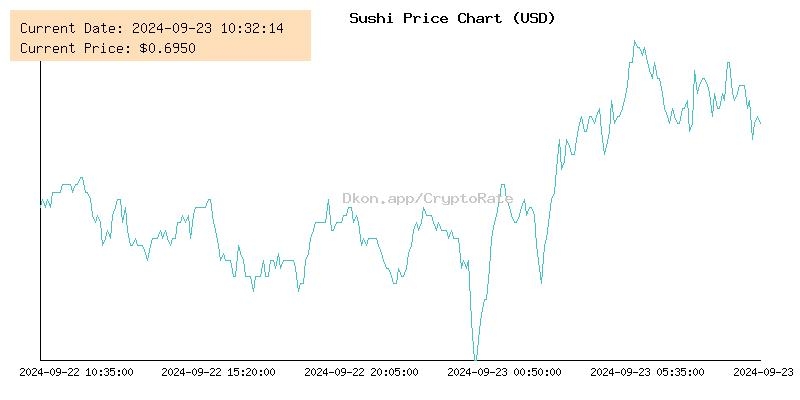 Sushi Price Chart (USD)
Current Date: 2024-09-23 10:32:14
Current Price: $0.6950
Dkon.app/CryptoRate
2024-09-22 10:35:00 2024-09-22 15:20:00 2024-09-22 20:05:00 2024-09-23 00:50:00 2024-09-23 05:35:00 2024-09-23